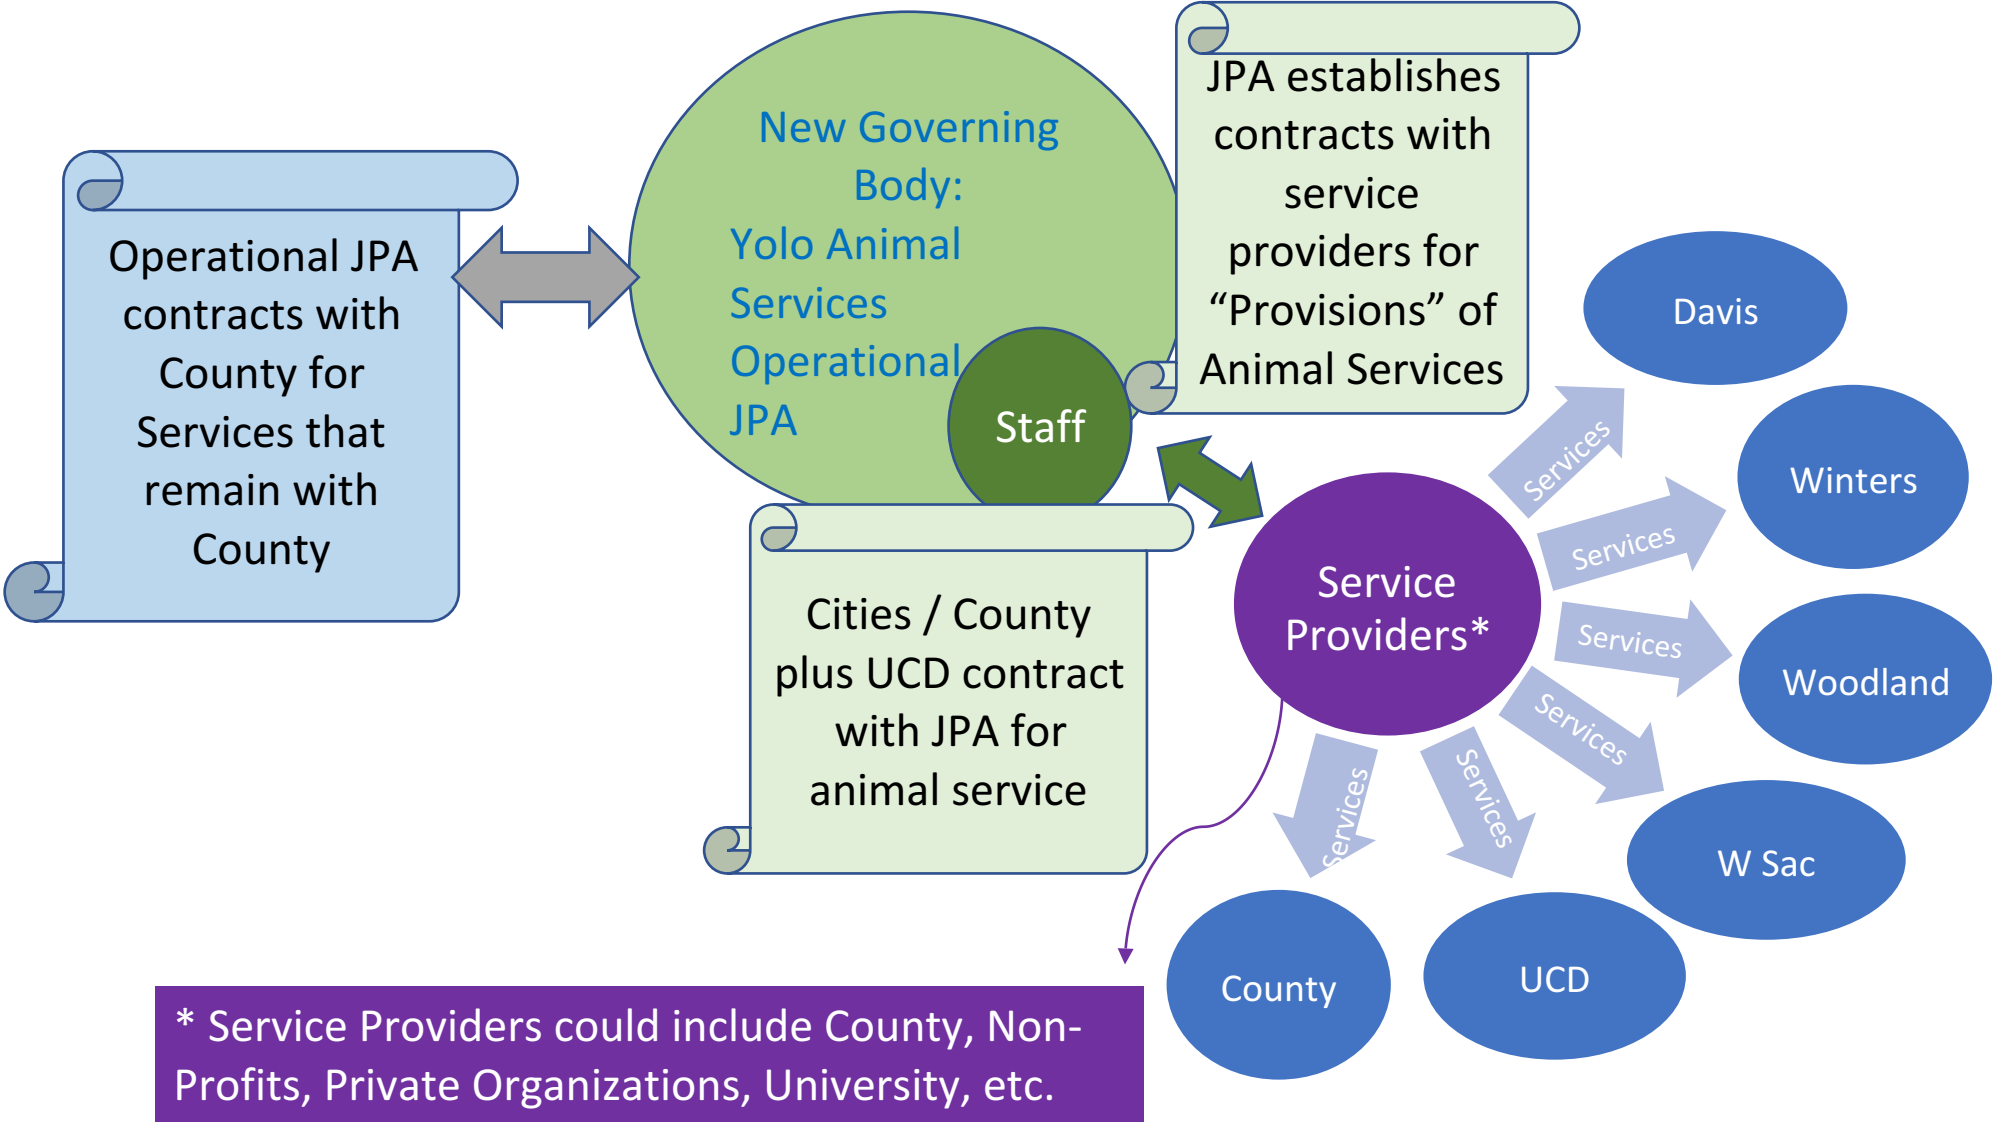 Operational JPA
contracts with
County for
Services that
remain with
County
New Governing
Body:
Yolo Animal
Services
Operational
JPA
Staff
JPA establishes
contracts with
service
providers for
“Provisions” of
Animal Services
Cities / County
plus UCD contract
with JPA for
animal service
Service
Providers*
Services
Services
Services
Services
Services
Services
Davis
Winters
Woodland
W Sac
UCD
County
* Service Providers could include County, Non-
Profits, Private Organizations, University, etc.